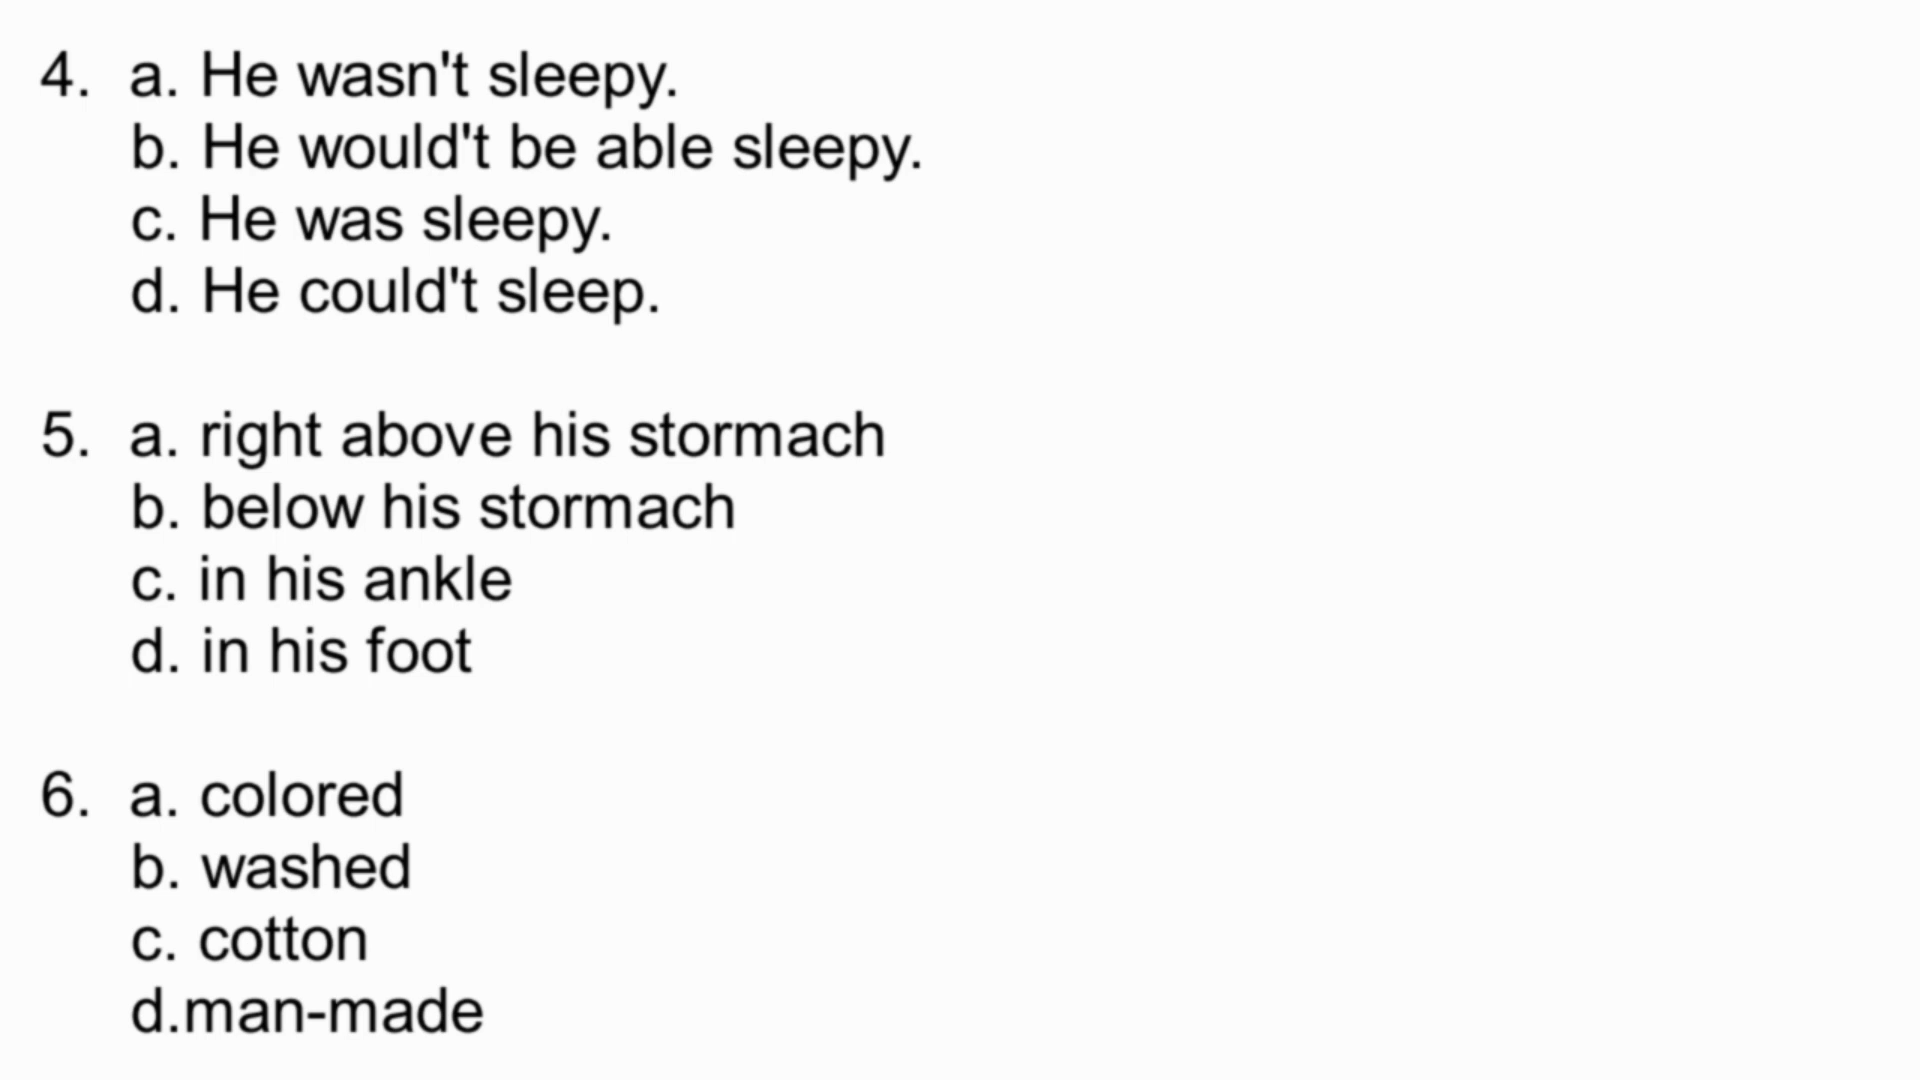 4. a. He wasn't sleepy.
b. He would't be able sleepy.
c. He was sleepy.
d. He could't sleep.
5. a. right above his stormach
b. below his stormach
c. in his ankle
d. in his foot
6. a. colored
b. washed
c. cotton
d.man-made